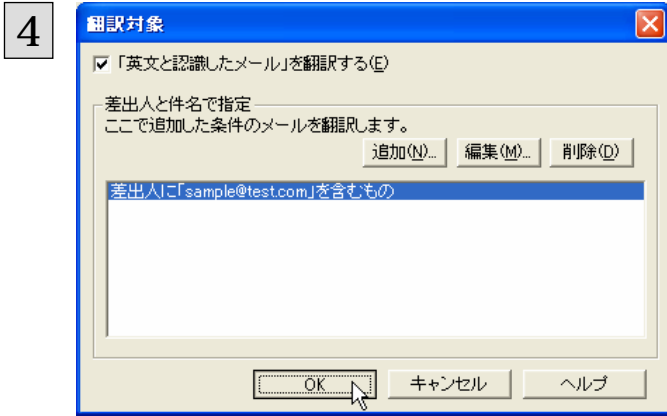 4
翻訳対象
「英文と認識したメール」を翻訳する(E)
差出人と件名で指定
ここで追加した条件のメールを翻訳します。
追加(N)... 編集(M)... 削除(D)
差出人に「sample@test.com」を含むもの
OK キャンセル ヘルプ